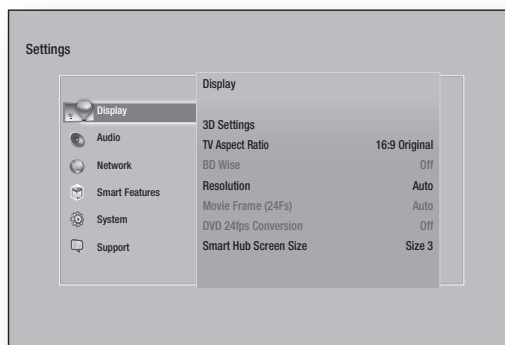 Settings
Display
Audio
Network
Smart Features
System
Support
Display
3D Settings
TV Aspect Ratio 16:9 Original
BD Wise Off
Resolution Auto
Movie Frame (24Fs) Auto
DVD 24fps Conversion Off
Smart Hub Screen Size Size 3